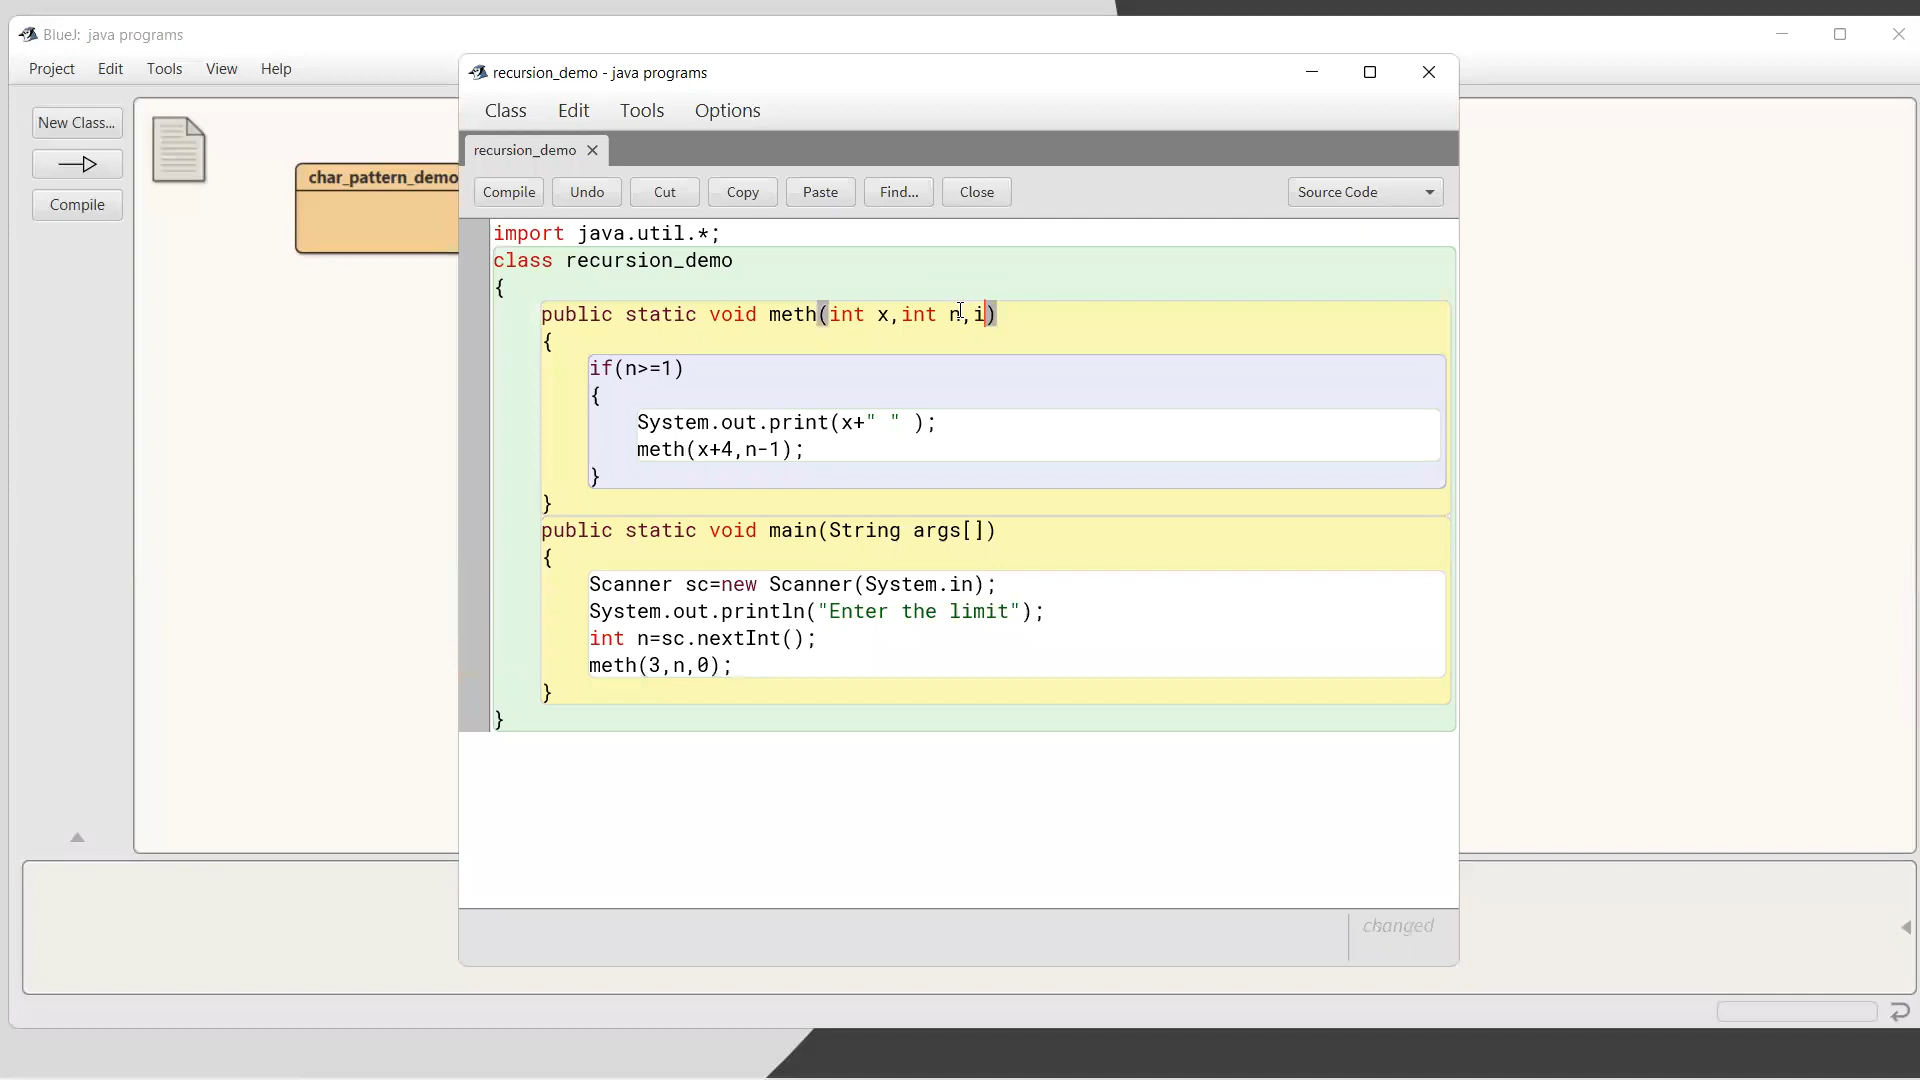 BlueJ: java programs
Project Edit Tools View Help
New Class...
Compile
char_pattern_demo
recursion_demo - java programs
Class Edit Tools Options
recursion_demo
Compile Undo Cut Copy Paste Find... Close Source Code
import java.util.*;
class recursion_demo
{
public static void meth(int x,int n,i)
{
if(n>=1)
{
System.out.print(x+" " );
meth(x+4,n-1);
}
}
public static void main(String args[])
{
Scanner sc=new Scanner(System.in);
System.out.println("Enter the limit");
int n=sc.nextInt();
meth(3,n,0);
}
}
changed